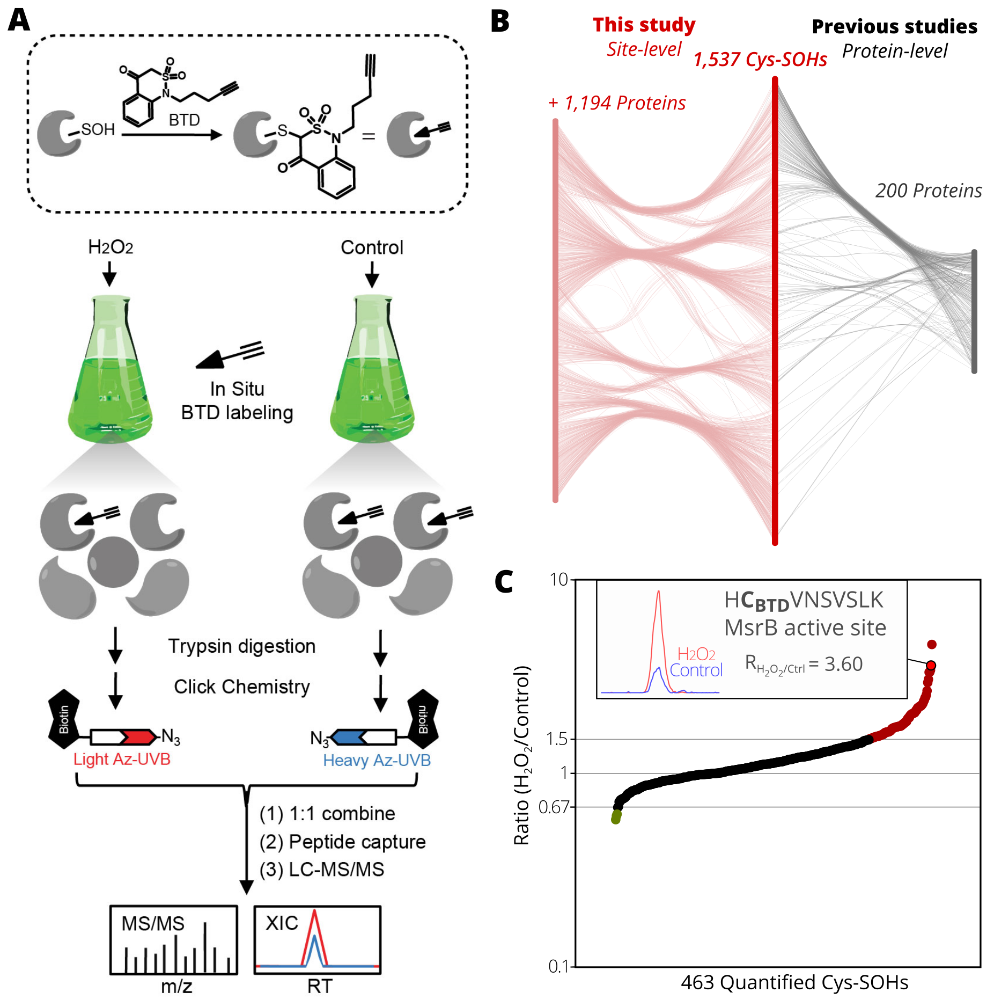 A
O
O
S
O
N
BTD
SOH
S
O
O
S
N
O
=
H2O2
Control
In Situ
BTD labeling
Trypsin digestion
Click Chemistry
Biotin
N3
N3
Biotin
Light Az-UVB
Heavy Az-UVB
(1) 1:1 combine
(2) Peptide capture
(3) LC-MS/MS
MS/MS
XIC
m/z
RT
B
This study
Site-level
Previous studies
Protein-level
1,537 Cys-SOHs
+ 1,194 Proteins
200 Proteins
C
10
1.5
1
0.67
0.1
Ratio (H2O2/Control)
HCBTDVNSVSLK
MsrB active site
RH2O2/Ctrl = 3.60
H2O2
Control
463 Quantified Cys-SOHs